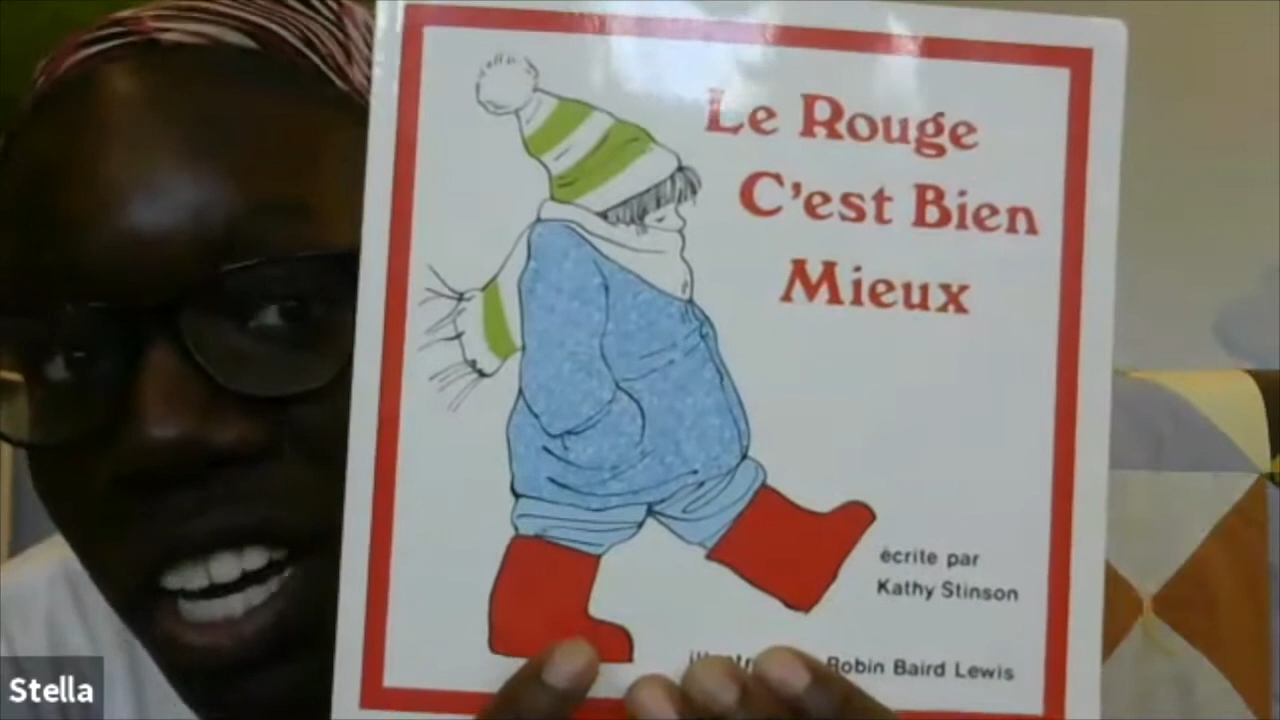 Le Rouge
C'est Bien
Mieux
écrite par
Kathy Stinson
Robin Baird Lewis
Stella